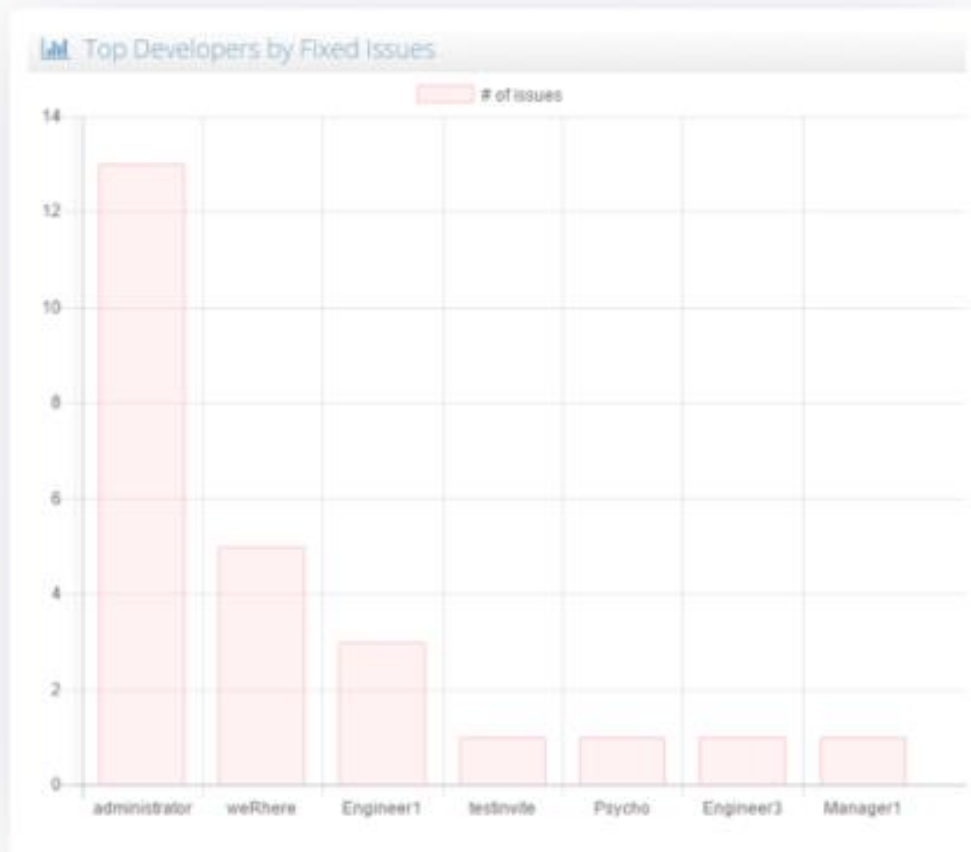 Top Developers by Fixed Issues
# of issues
14
12
10
8
6
4
2
0
administrator weRhere Engineer1 testinvite Psycho Engineer3 Manager1